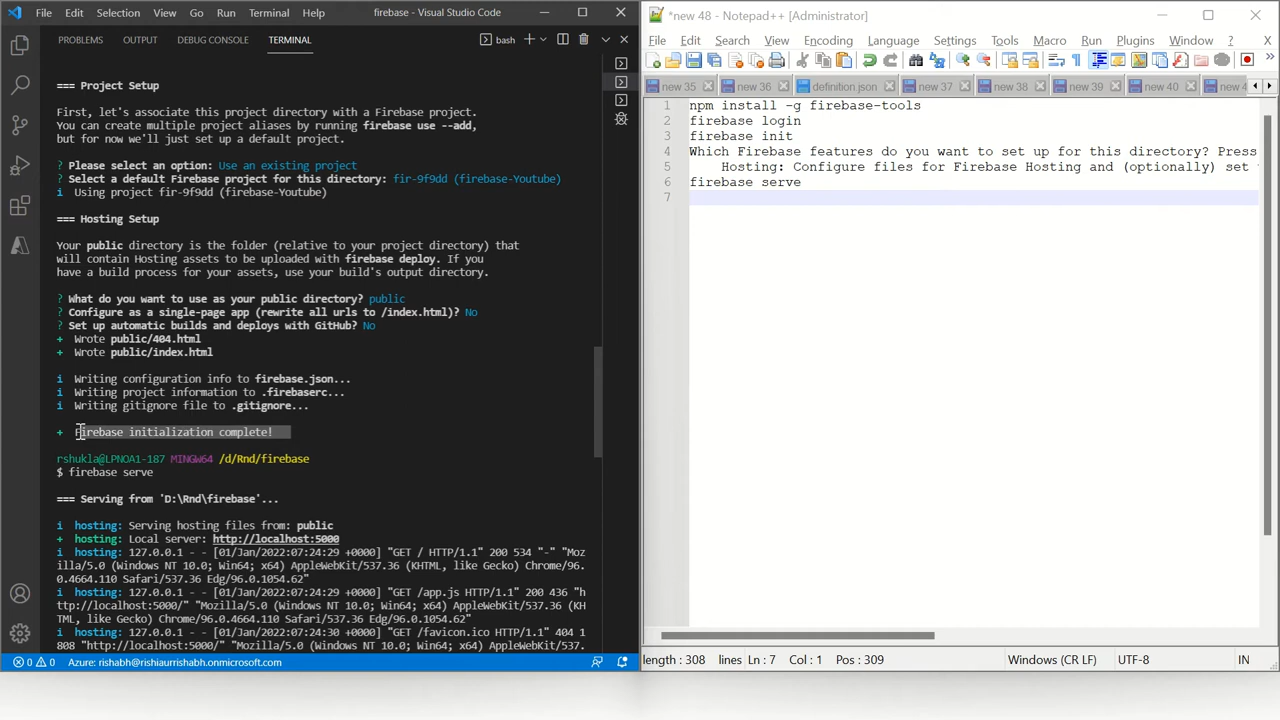 File Edit Selection View Go Run Terminal Help firebase - Visual Studio Code
PROBLEMS OUTPUT DEBUG CONSOLE TERMINAL bash
=== Project Setup
First, let's associate this project directory with a Firebase project.
You can create multiple project aliases by running firebase use --add,
but for now we'll just set up a default project.
? Please select an option: Use an existing project
? Select a default Firebase project for this directory: fir-9f9dd (firebase-Youtube)
i Using project fir-9f9dd (firebase-Youtube)
=== Hosting Setup
Your public directory is the folder (relative to your project directory) that
will contain Hosting assets to be uploaded with firebase deploy. If you
have a build process for your assets, use your build's output directory.
? What do you want to use as your public directory? public
? Configure as a single-page app (rewrite all urls to /index.html)? No
? Set up automatic builds and deploys with GitHub? No
+ Wrote public/404.html
+ Wrote public/index.html
i Writing configuration info to firebase.json...
i Writing project information to .firebaserc...
i Writing gitignore file to .gitignore...
+ Firebase initialization complete!
rshukla@LPNOA1-187 MINGW64 /d/Rnd/firebase
$ firebase serve
=== Serving from 'D:\Rnd\firebase'...
i hosting: Serving hosting files from: public
+ hosting: Local server: http://localhost:5000
i hosting: 127.0.0.1 - - [01/Jan/2022:07:24:29 +0000] "GET / HTTP/1.1" 200 534 "-" "Moz
illa/5.0 (Windows NT 10.0; Win64; x64) AppleWebKit/537.36 (KHTML, like Gecko) Chrome/96.
0.4664.110 Safari/537.36 Edg/96.0.1054.62"
i hosting: 127.0.0.1 - - [01/Jan/2022:07:24:29 +0000] "GET /app.js HTTP/1.1" 200 436 "h
ttp://localhost:5000/" "Mozilla/5.0 (Windows NT 10.0; Win64; x64) AppleWebKit/537.36 (KH
TML, like Gecko) Chrome/96.0.4664.110 Safari/537.36 Edg/96.0.1054.62"
i hosting: 127.0.0.1 - - [01/Jan/2022:07:24:30 +0000] "GET /favicon.ico HTTP/1.1" 404 1
808 "http://localhost:5000/" "Mozilla/5.0 (Windows NT 10.0; Win64; x64) AppleWebKit/537.
0 0 Azure: rishabh@rishiaurrishabh.onmicrosoft.com
*new 48 - Notepad++ [Administrator]
File Edit Search View Encoding Language Settings Tools Macro Run Plugins Window ? X
new 35 new 36 definition.json new 37 new 38 new 39 new 40 new 4
1 npm install -g firebase-tools
2 firebase login
3 firebase init
4 Which Firebase features do you want to set up for this directory? Press
5 Hosting: Configure files for Firebase Hosting and (optionally) set
6 firebase serve
7
length : 308 lines Ln : 7 Col : 1 Pos : 309 Windows (CR LF) UTF-8 IN